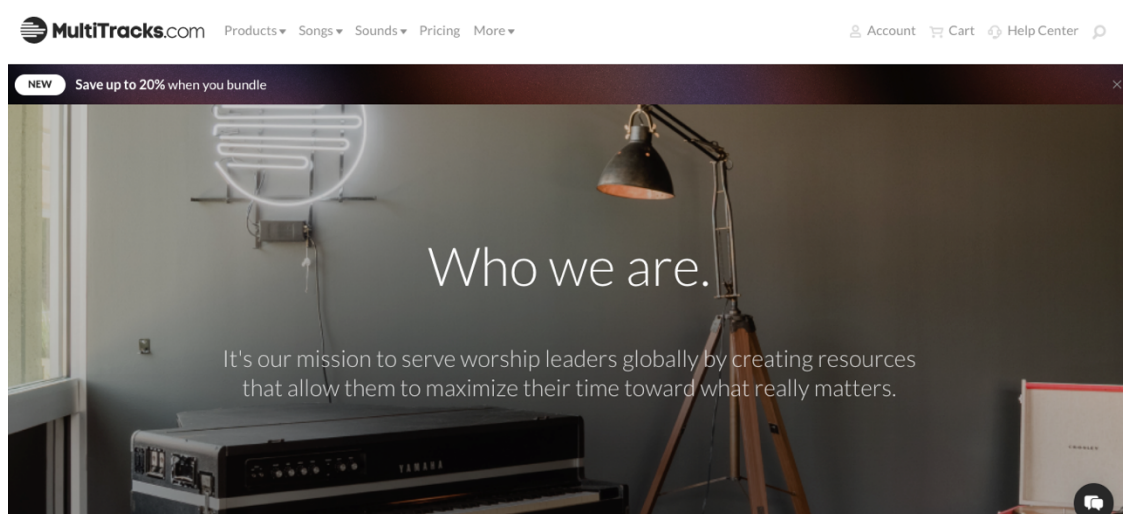 MultiTracks.com Products Songs Sounds Pricing More Account Cart Help Center
NEW Save up to 20% when you bundle
Who we are.
It's our mission to serve worship leaders globally by creating resources
that allow them to maximize their time toward what really matters.
YAMAHA
CROSLEY